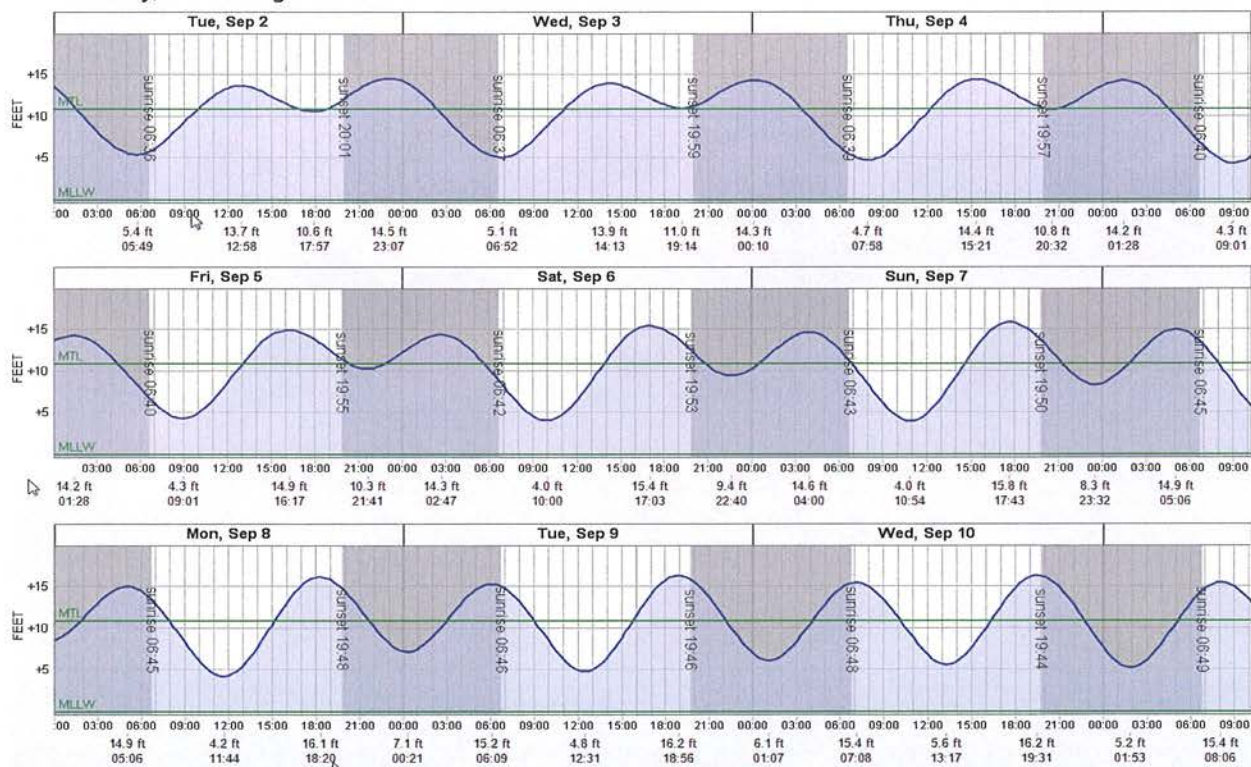 Tue, Sep 2 Wed, Sep 3 Thu, Sep 4
FEET
+15
+10
+5
MTL
MLLW
sunset 20:01
sunset 19:59
sunrise 06:39
sunset 19:57
sunrise 06:40
:00 03:00 06:00 09:00 12:00 15:00 18:00 21:00 00:00 03:00 06:00 09:00 12:00 15:00 18:00 21:00 00:00 03:00 06:00 09:00 12:00 15:00 18:00 21:00 00:00 03:00 06:00 09:00
5.4 ft 13.7 ft 10.6 ft 14.5 ft 5.1 ft 13.9 ft 11.0 ft 14.3 ft 4.7 ft 14.4 ft 10.8 ft 14.2 ft 4.3 ft
05:49 12:58 17:57 23:07 06:52 14:13 19:14 00:10 07:58 15:21 20:32 01:28 09:01
Fri, Sep 5 Sat, Sep 6 Sun, Sep 7
FEET
+15
+10
+5
MTL
MLLW
sunrise 06:40
sunset 19:55
sunrise 06:42
sunset 19:53
sunrise 06:43
sunset 19:50
sunrise 06:45
03:00 06:00 09:00 12:00 15:00 18:00 21:00 00:00 03:00 06:00 09:00 12:00 15:00 18:00 21:00 00:00 03:00 06:00 09:00 12:00 15:00 18:00 21:00 00:00 03:00 06:00 09:00
14.2 ft 4.3 ft 14.9 ft 10.3 ft 14.3 ft 4.0 ft 15.4 ft 9.4 ft 14.6 ft 4.0 ft 15.8 ft 8.3 ft 14.9 ft
01:28 09:01 16:17 21:41 02:47 10:00 17:03 22:40 04:00 10:54 17:43 23:32 05:06
Mon, Sep 8 Tue, Sep 9 Wed, Sep 10
FEET
+15
+10
+5
MTL
MLLW
sunrise 06:45
sunset 19:48
sunrise 06:46
sunset 19:46
sunrise 06:48
sunset 19:44
sunrise 06:49
:00 03:00 06:00 09:00 12:00 15:00 18:00 21:00 00:00 03:00 06:00 09:00 12:00 15:00 18:00 21:00 00:00 03:00 06:00 09:00 12:00 15:00 18:00 21:00 00:00 03:00 06:00 09:00
14.9 ft 4.2 ft 16.1 ft 7.1 ft 15.2 ft 4.8 ft 16.2 ft 6.1 ft 15.4 ft 5.6 ft 16.2 ft 5.2 ft 15.4 ft
05:06 11:44 18:20 00:21 06:09 12:31 18:56 01:07 07:08 13:17 19:31 01:53 08:06